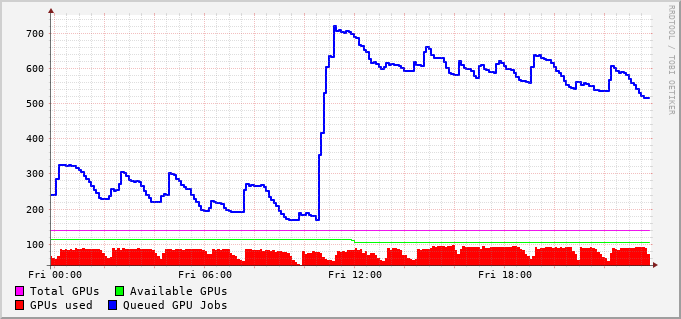 RRDTOOL / TOBI OETIKER
700
600
500
400
300
200
100
Fri 00:00 Fri 06:00 Fri 12:00 Fri 18:00
Total GPUs Available GPUs
GPUs used Queued GPU Jobs